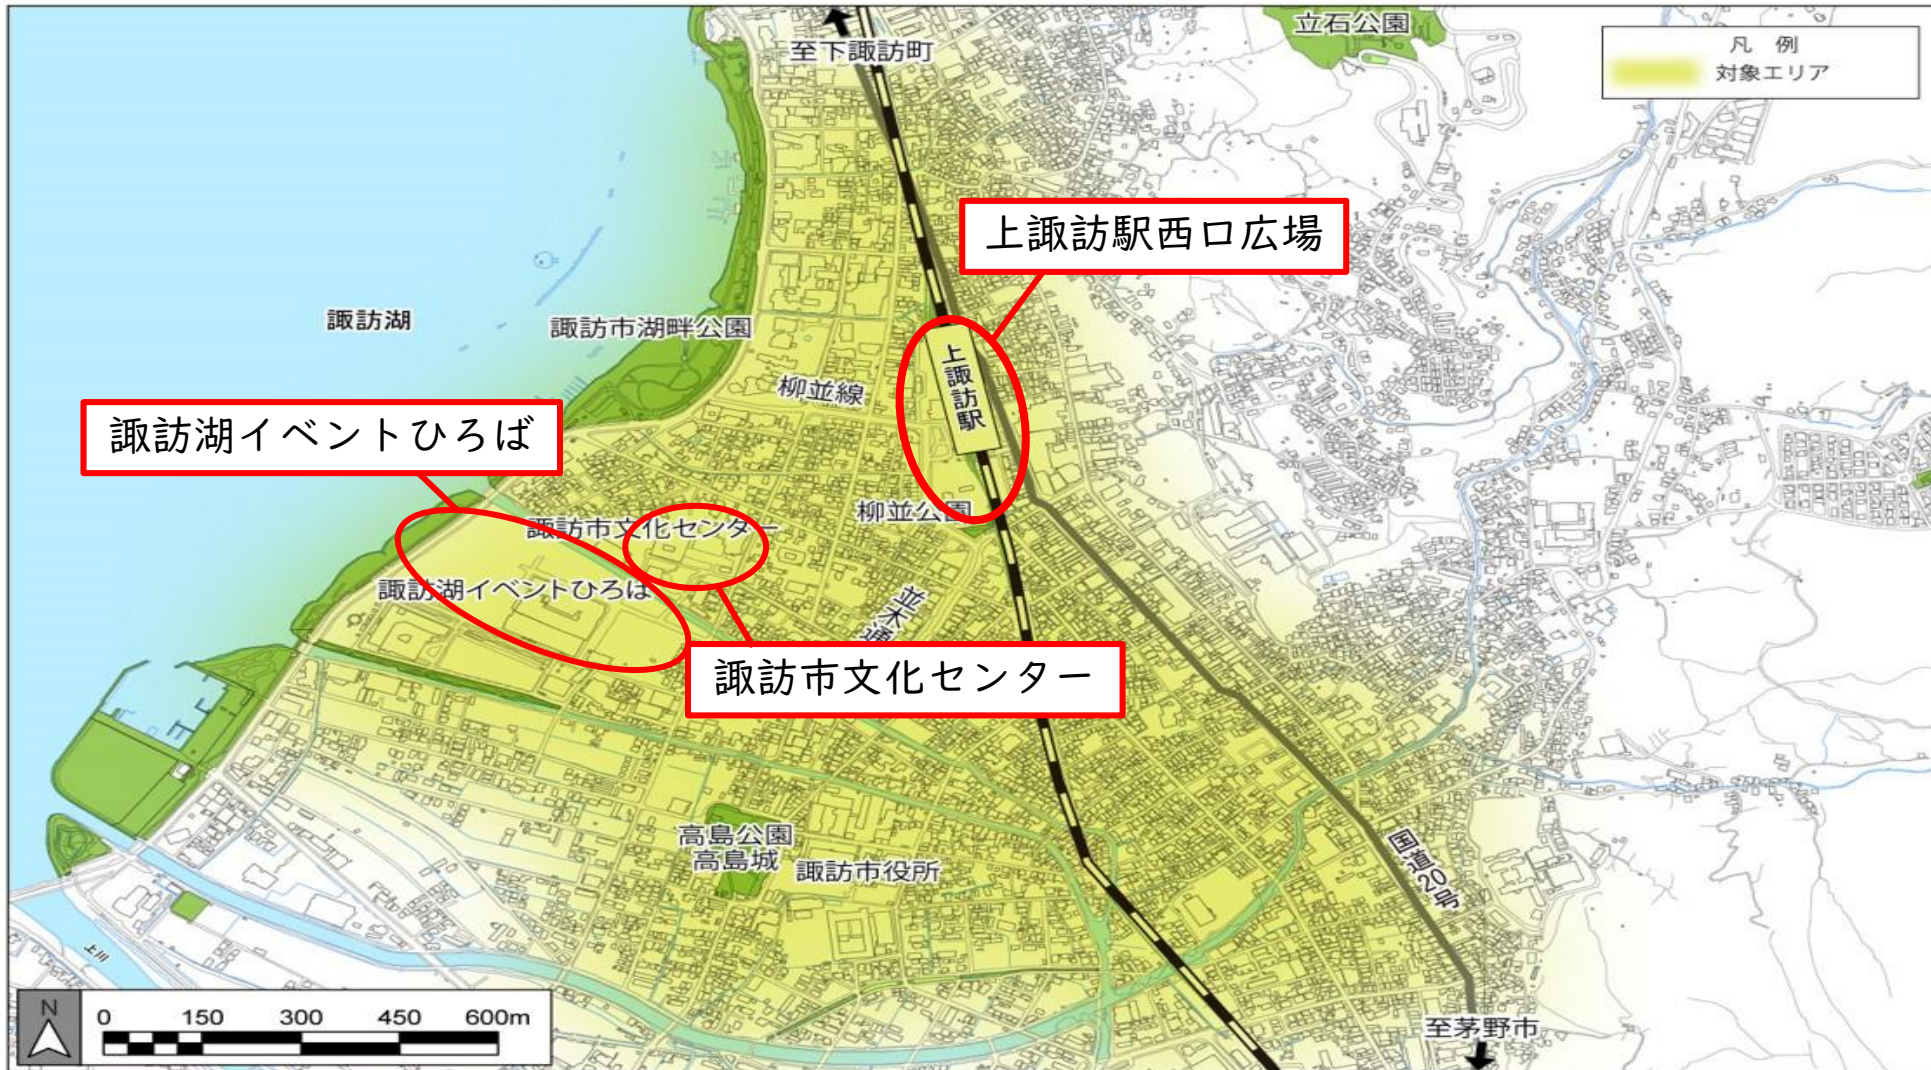 立石公園
凡 例
対象エリア
至下諏訪町
上諏訪駅西口広場
諏訪湖
諏訪市湖畔公園
上諏訪駅
柳並線
諏訪湖イベントひろば
柳並公園
諏訪市文化センター
諏訪湖イベントひろば
並木通
諏訪市文化センター
高島公園
高島城
諏訪市役所
国道20号
上川
N
0 150 300 450 600m
至茅野市